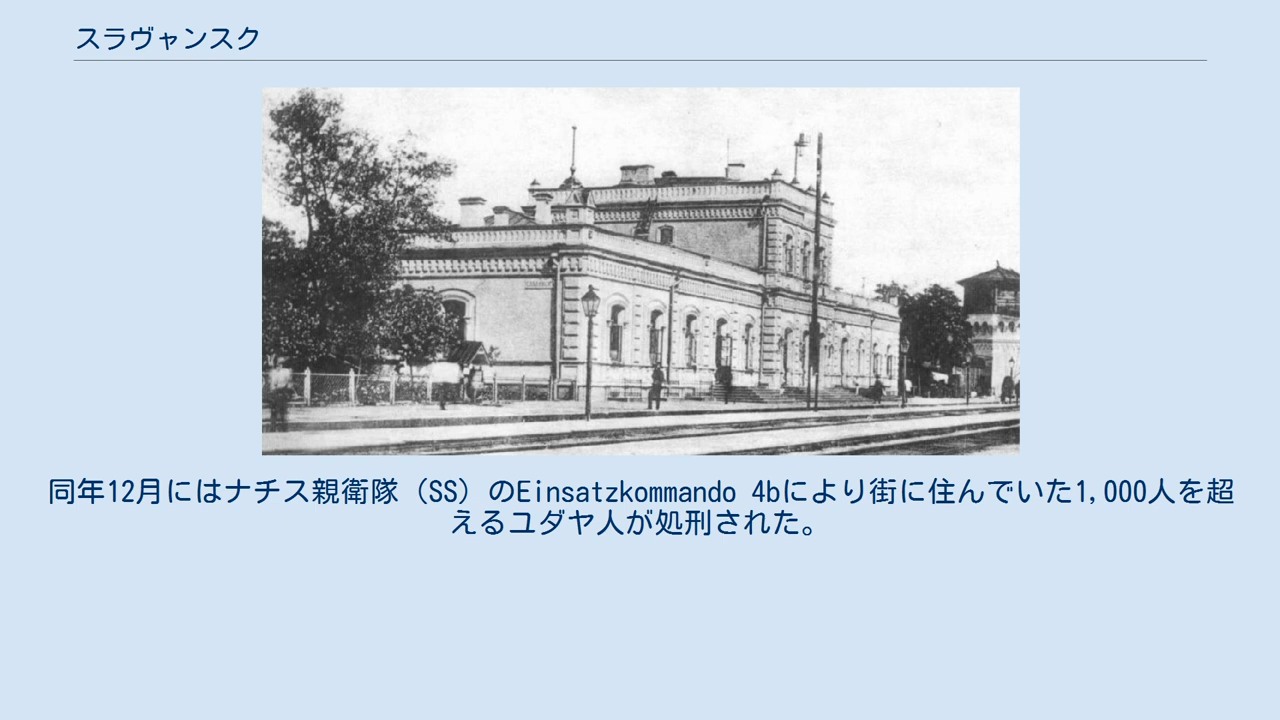 スラヴャンスク
同年12月にはナチス親衛隊（SS）のEinsatzkommando 4bにより街に住んでいた1,000人を超
えるユダヤ人が処刑された。